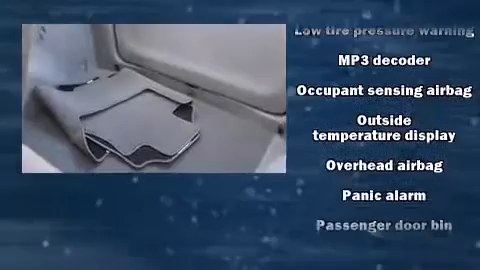 Low tire pressure warning
MP3 decoder
Occupant sensing airbag
Outside
temperature display
Overhead airbag
Panic alarm
Passenger door bin